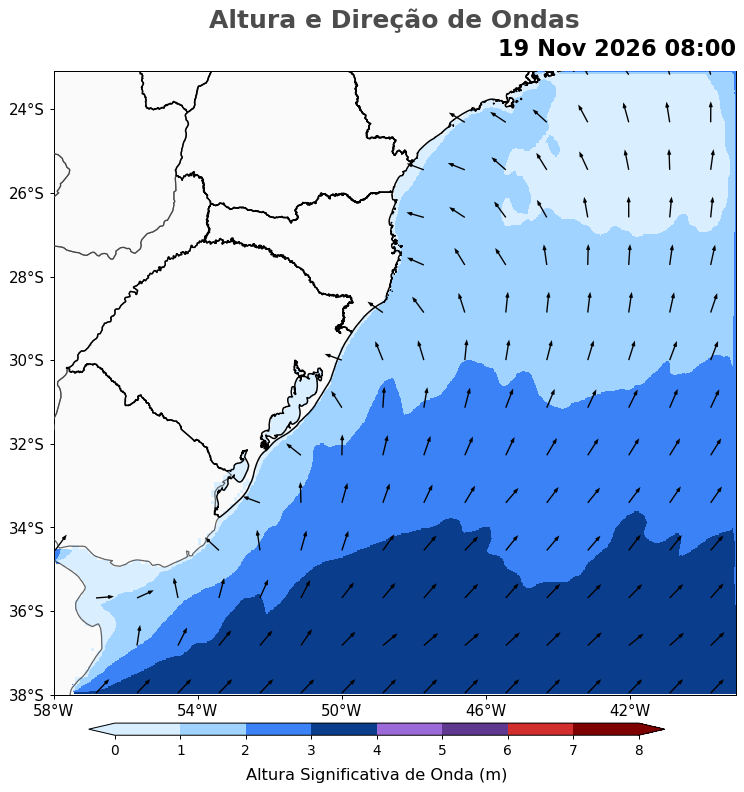 Altura e Direção de Ondas
19 Nov 2026 08:00
24°S
26°S
28°S
30°S
32°S
34°S
36°S
38°S
58°W 54°W 50°W 46°W 42°W
0 1 2 3 4 5 6 7 8
Altura Significativa de Onda (m)